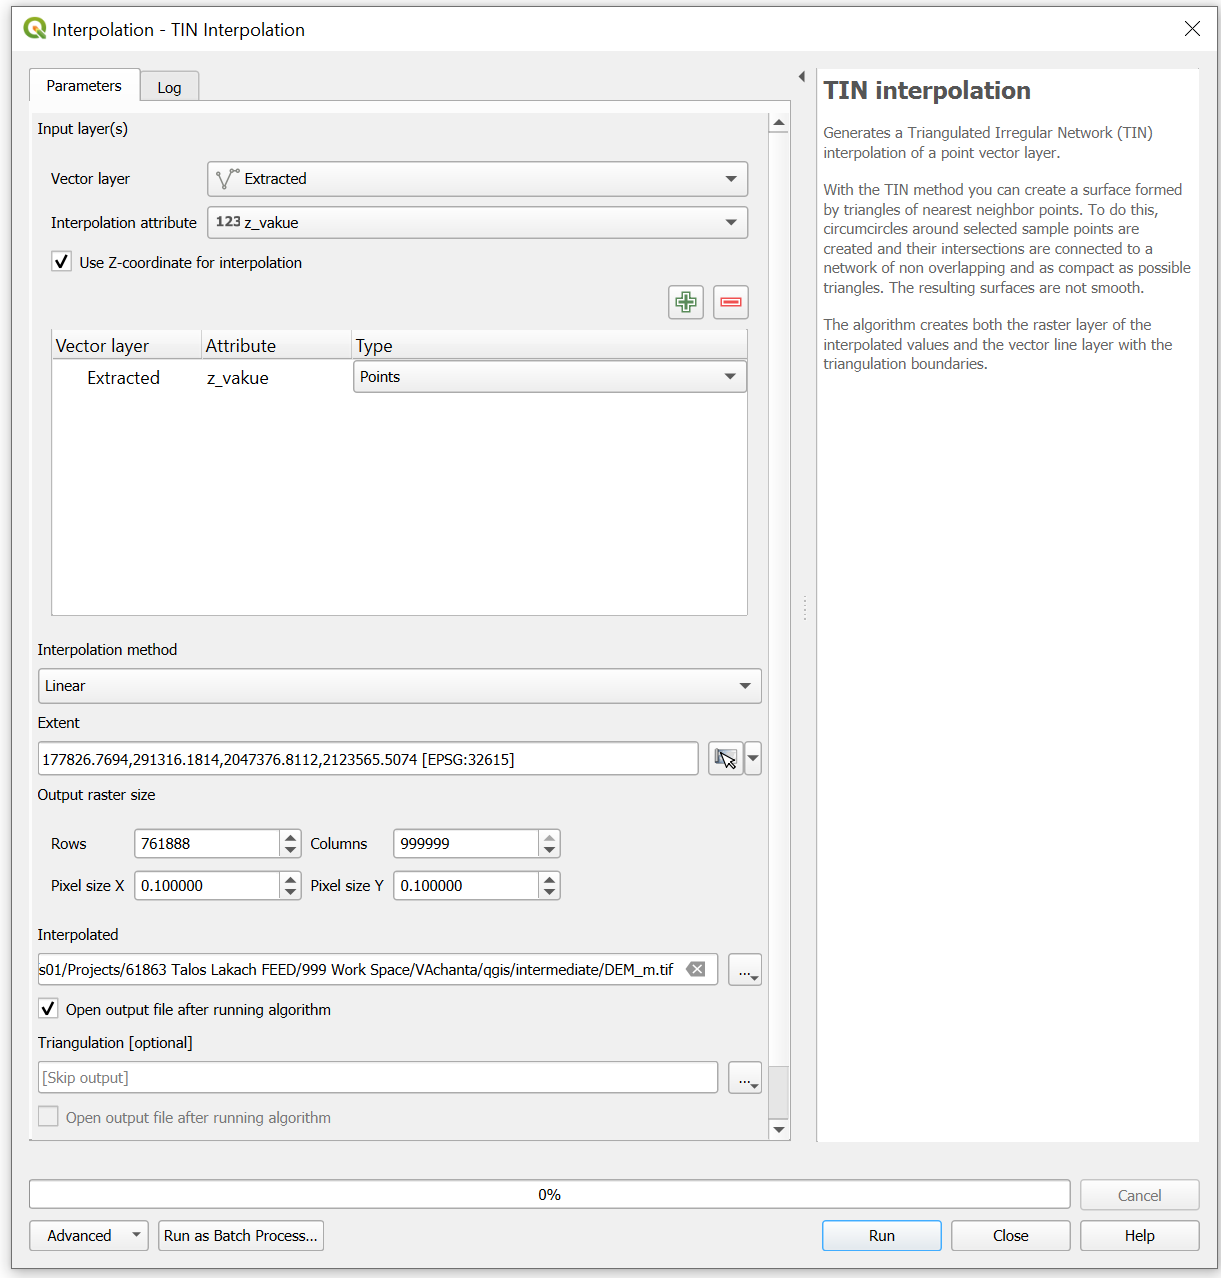 Interpolation - TIN Interpolation
Parameters
Log
Input layer(s)
Vector layer
Extracted
Interpolation attribute
123 z_vakue
Use Z-coordinate for interpolation
Vector layer Attribute Type
Extracted z_vakue Points
Interpolation method
Linear
Extent
177826.7694,291316.1814,2047376.8112,2123565.5074 [EPSG:32615]
Output raster size
Rows 761888 Columns 999999
Pixel size X 0.100000 Pixel size Y 0.100000
Interpolated
s01/Projects/61863 Talos Lakach FEED/999 Work Space/VAchanta/qgis/intermediate/DEM_m.tif
...
Open output file after running algorithm
Triangulation [optional]
[Skip output]
...
Open output file after running algorithm
TIN interpolation
Generates a Triangulated Irregular Network (TIN)
interpolation of a point vector layer.
With the TIN method you can create a surface formed
by triangles of nearest neighbor points. To do this,
circumcircles around selected sample points are
created and their intersections are connected to a
network of non overlapping and as compact as possible
triangles. The resulting surfaces are not smooth.
The algorithm creates both the raster layer of the
interpolated values and the vector line layer with the
triangulation boundaries.
0%
Cancel
Advanced
Run as Batch Process...
Run
Close
Help